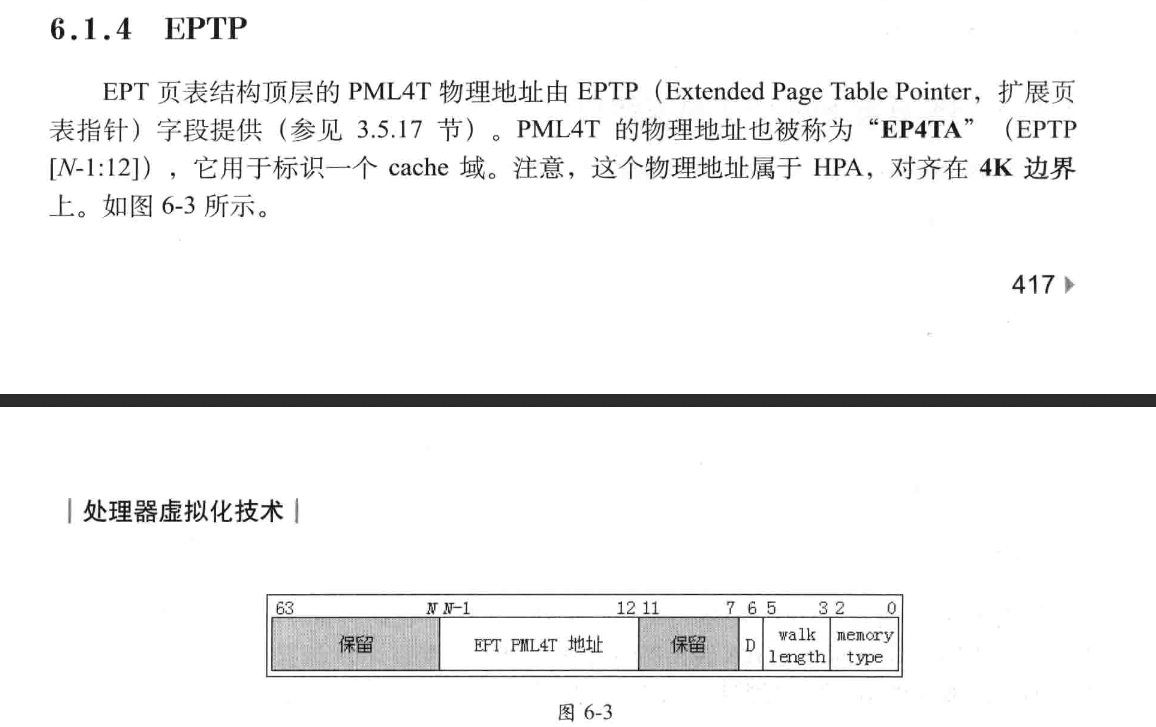 6.1.4 EPTP
EPT 页表结构顶层的 PML4T 物理地址由 EPTP（Extended Page Table Pointer，扩展页
表指针）字段提供（参见 3.5.17 节）。PML4T 的物理地址也被称为“EP4TA”（EPTP
[N-1:12]），它用于标识一个 cache 域。注意，这个物理地址属于 HPA，对齐在 4K 边界
上。如图 6-3 所示。
417
处理器虚拟化技术
63 N N-1 12 11 7 6 5 3 2 0
保留 EPT PML4T 地址 保留 D walk length memory type
图 6-3